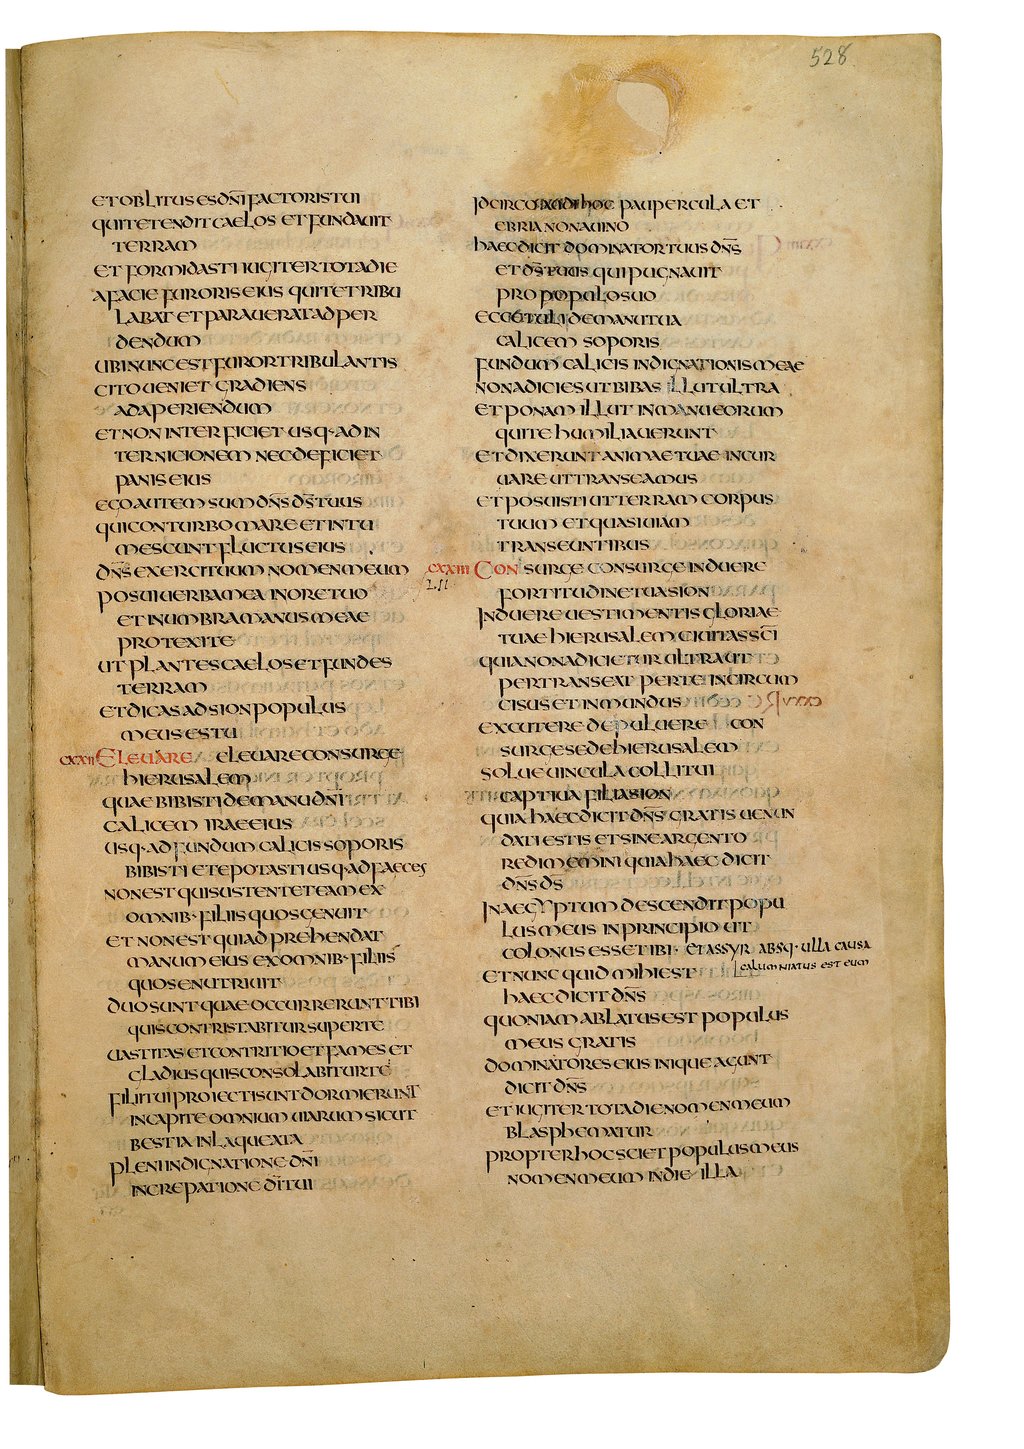 528
ET OBLITUS ES DN̄I FACTORIS TUI
QUI TETENDIT CAELOS ET FUNDAUIT
TERRAM
ET FORMIDASTI IUGITER TOTA DIE
A FACIE FURORIS EIUS QUI TE TRIBU
LABAT ET PARAUERAT AD PER
DENDUM
UBI NUNC EST FUROR TRIBULANTIS
CITO UENIET GRADIENS
AD APERIENDUM
ET NON INTERFICIET USQ· AD IN
TERNICIONEM NEC DEFICIET
PANIS EIUS
EGO AUTEM SUM DN̄S DS̄ TUUS
QUI CONTURBO MARE ET INTU
MESCUNT FLUCTUS EIUS
DN̄S EXERCITUUM NOMEN MEUM
POSUI UERBA MEA IN ORE TUO
ET IN UMBRA MANUS MEAE
PROTEXI TE
UT PLANTES CAELOS ET FUNDES
TERRAM
ET DICAS AD SION POPULUS
MEUS ES TU
CXXII ELEUARE ELEUARE CONSURGE
HIERUSALEM
QUAE BIBISTI DE MANU DN̄I
CALICEM IRAE EIUS
USQ· AD FUNDUM CALICIS SOPORIS
BIBISTI ET EPOTASTI USQ· AD FAECES
NON EST QUI SUSTENTET EAM EX
OMNIB· FILIIS QUOS GENUIT
ET NON EST QUI ADPREHENDAT
MANUM EIUS EX OMNIB· FILIIS
QUOS ENUTRIUIT
DUO SUNT QUAE OCCURRERUNT TIBI
QUIS CONTRISTABITUR SUPER TE
UASTITAS ET CONTRITIO ET FAMES ET
GLADIUS QUIS CONSOLABITUR TE
FILII TUI PROIECTI SUNT DORMIERUNT
IN CAPITE OMNIUM UIARUM SICUT
BESTIA INLAQUEATA
PLENI INDIGNATIONE DN̄I
INCREPATIONE DĪ TUI
IDCIRCO AUDI HOC PAUPERCULA ET
EBRIA NON A UINO
HAEC DICIT DOMINATOR TUUS DN̄S
ET DS̄ TUUS QUI PUGNAUIT
PRO POPULO SUO
ECCE TULI DE MANU TUA
CALICEM SOPORIS
FUNDUM CALICIS INDIGNATIONIS MEAE
NON ADICIES UT BIBAS ILLUT ULTRA
ET PONAM ILLUT IN MANU EORUM
QUI TE HUMILIAUERUNT
ET DIXERUNT ANIMAE TUAE INCUR
UARE UT TRANSEAMUS
ET POSUISTI UT TERRAM CORPUS
TUUM ET QUASI UIAM
TRANSEUNTIBUS
CXXIII CONSURGE CONSURGE INDUERE
L.II
FORTITUDINE TUA SION
INDUERE UESTIMENTIS GLORIAE
TUAE HIERUSALEM CIUITAS SC̄I
QUIA NON ADICIETUR ULTRA UT
PERTRANSEAT PER TE INCIRCUM
CISUS ET INMUNDUS
EXCUTERE DE PULUERE CON
SURGE SEDE HIERUSALEM
SOLUE UINCULA COLLI TUI
CAPTIUA FILIA SION
QUIA HAEC DICIT DN̄S GRATIS UENUN
DATI ESTIS ET SINE ARGENTO
REDIMEMINI QUIA HAEC DICIT
DN̄S DS̄
IN AEGYPTUM DESCENDIT POPU
LUS MEUS IN PRINCIPIO UT
COLONUS ESSET IBI· ET ASSYR ABSQ· ULLA CAUSA
CALUMNIATUS EST EUM
ET NUNC QUID MIHI EST
HAEC DICIT DN̄S
QUONIAM ABLATUS EST POPULUS
MEUS GRATIS
DOMINATORES EIUS INIQUE AGUNT
DICIT DN̄S
ET IUGITER TOTA DIE NOMEN MEUM
BLASPHEMATUR
PROPTER HOC SCIET POPULUS MEUS
NOMEN MEUM IN DIE ILLA